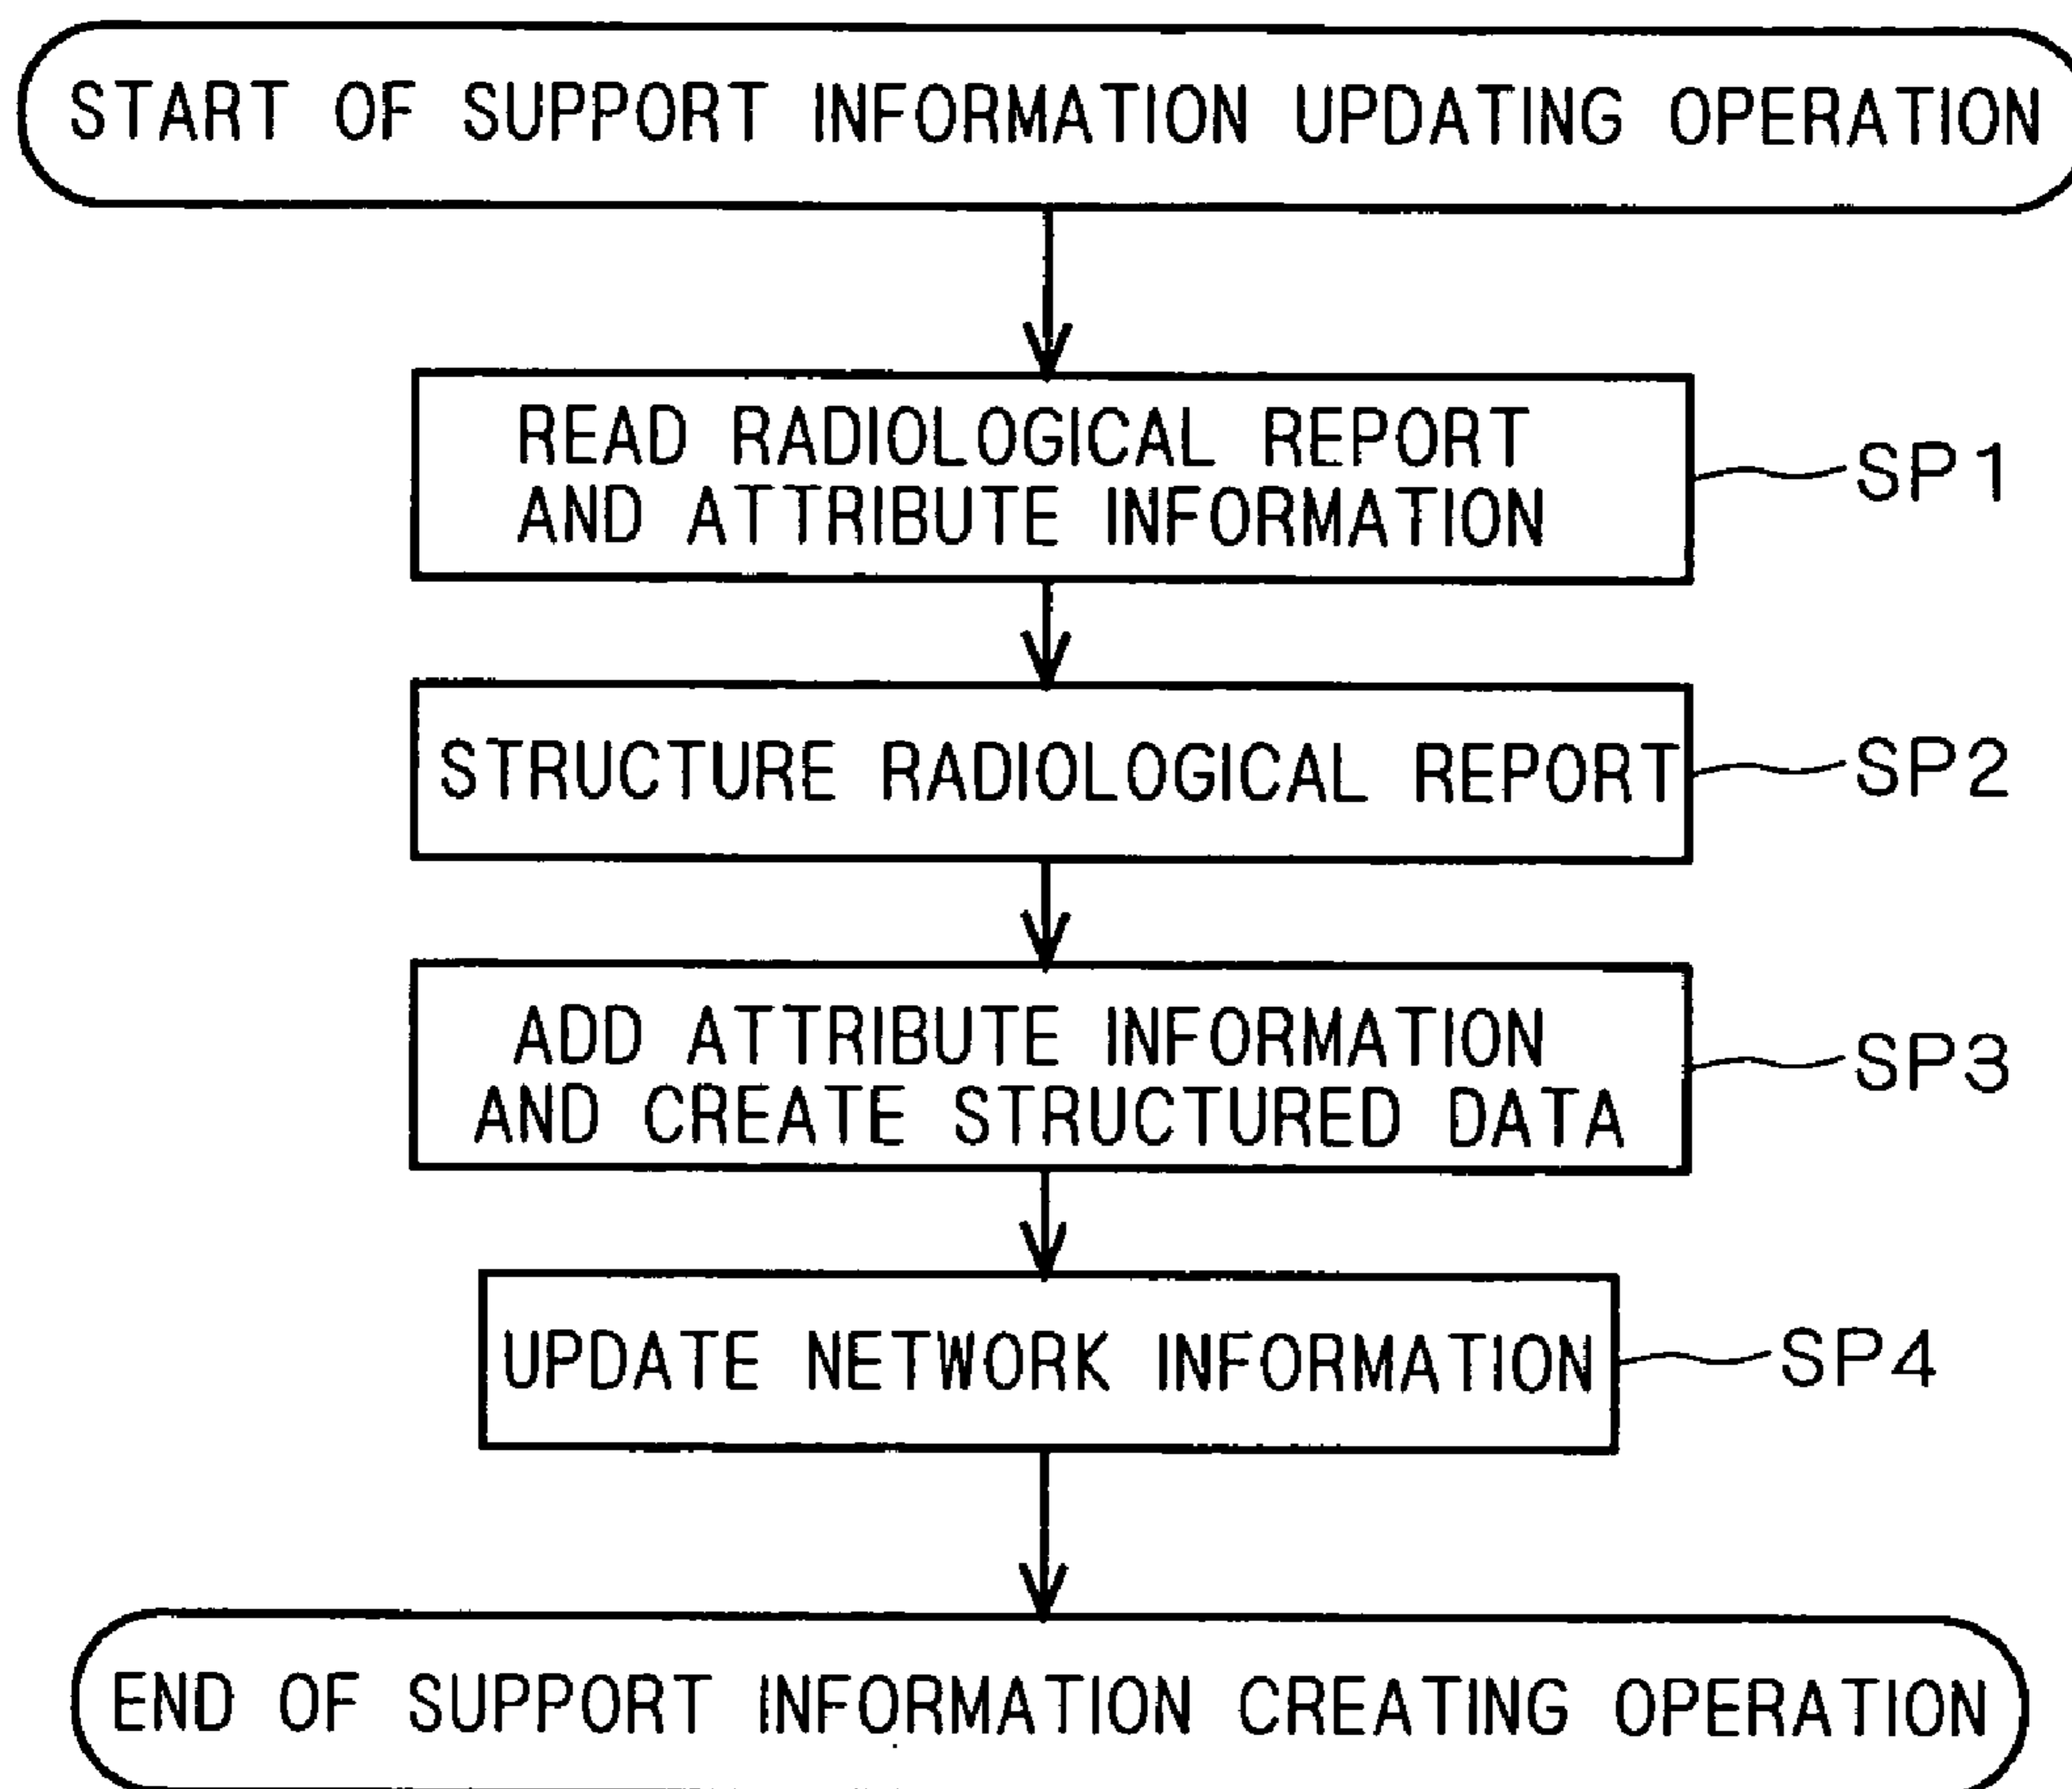 START OF SUPPORT INFORMATION UPDATING OPERATION
READ RADIOLOGICAL REPORT
AND ATTRIBUTE INFORMATION
SP1
STRUCTURE RADIOLOGICAL REPORT
SP2
ADD ATTRIBUTE INFORMATION
AND CREATE STRUCTURED DATA
SP3
UPDATE NETWORK INFORMATION
SP4
END OF SUPPORT INFORMATION CREATING OPERATION